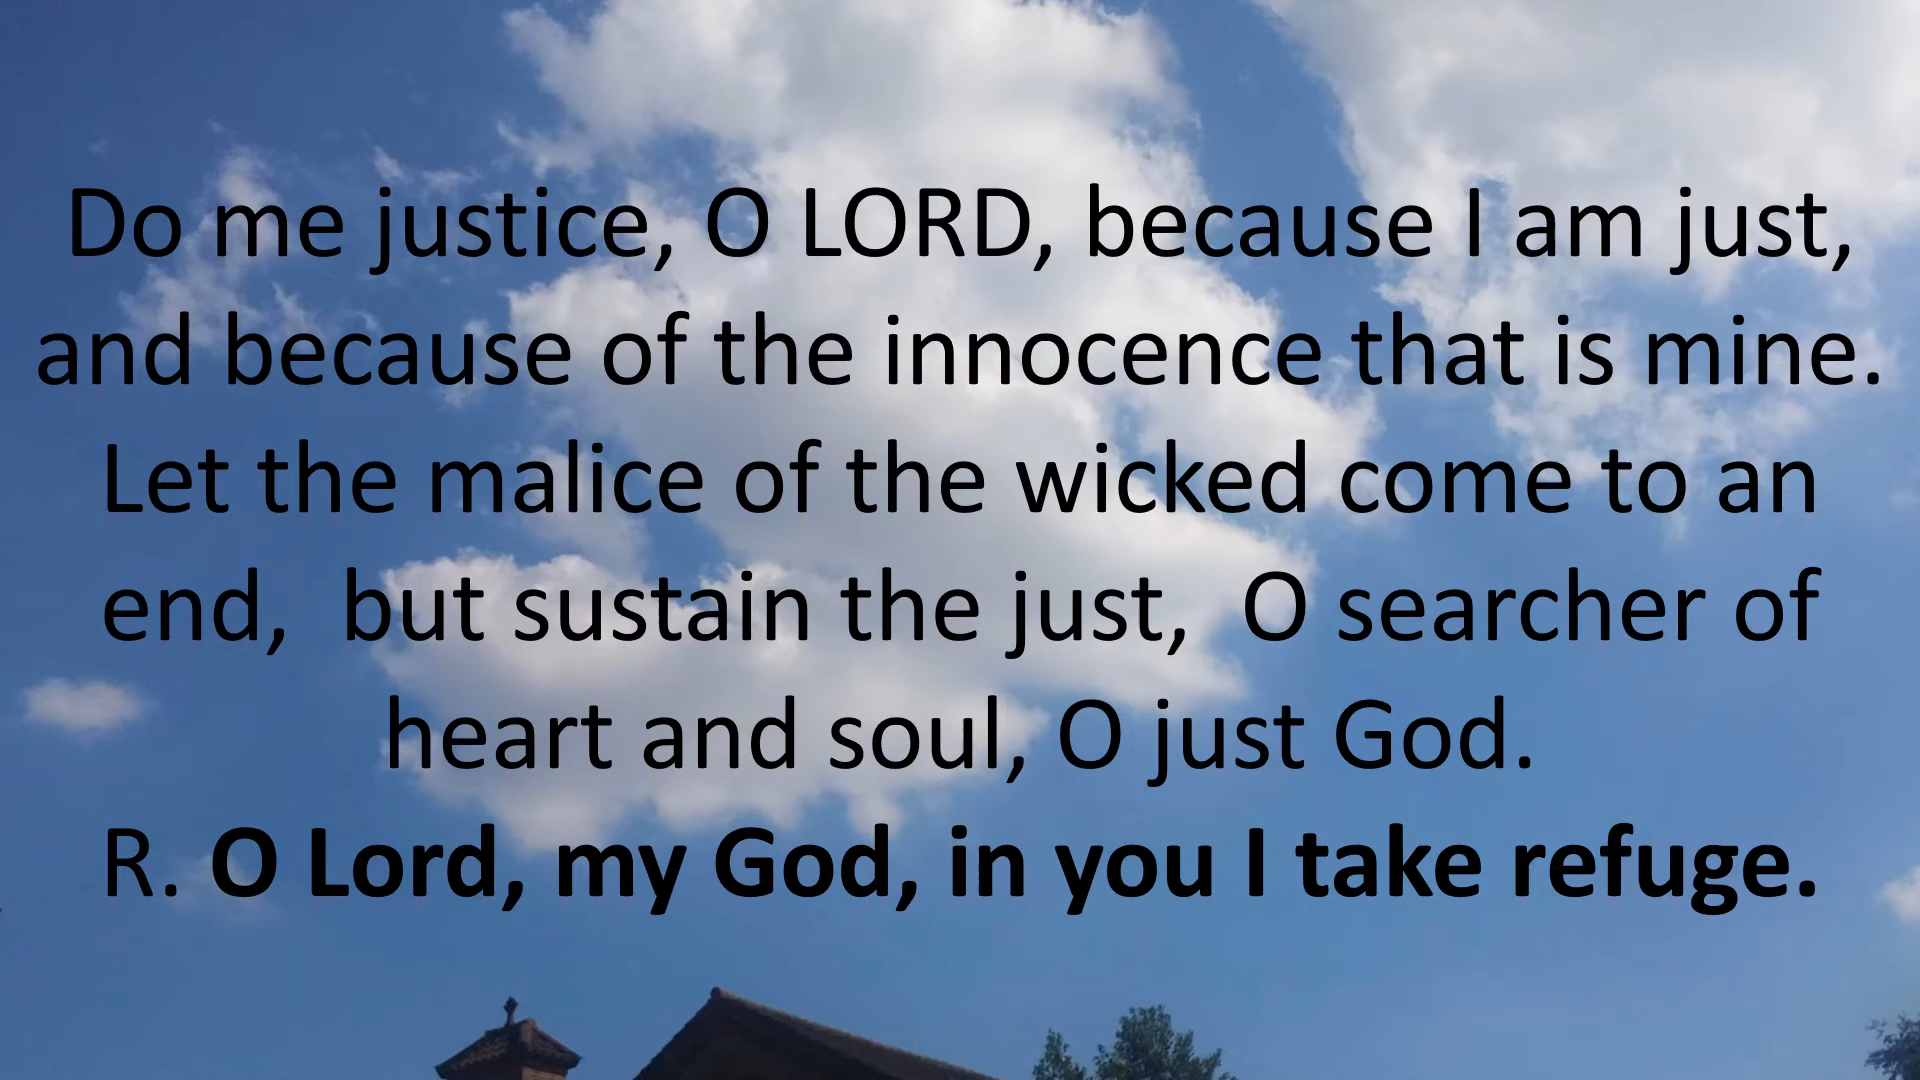 Do me justice, O LORD, because I am just,
and because of the innocence that is mine.
Let the malice of the wicked come to an
end,  but sustain the just,  O searcher of
heart and soul, O just God.
R. O Lord, my God, in you I take refuge.